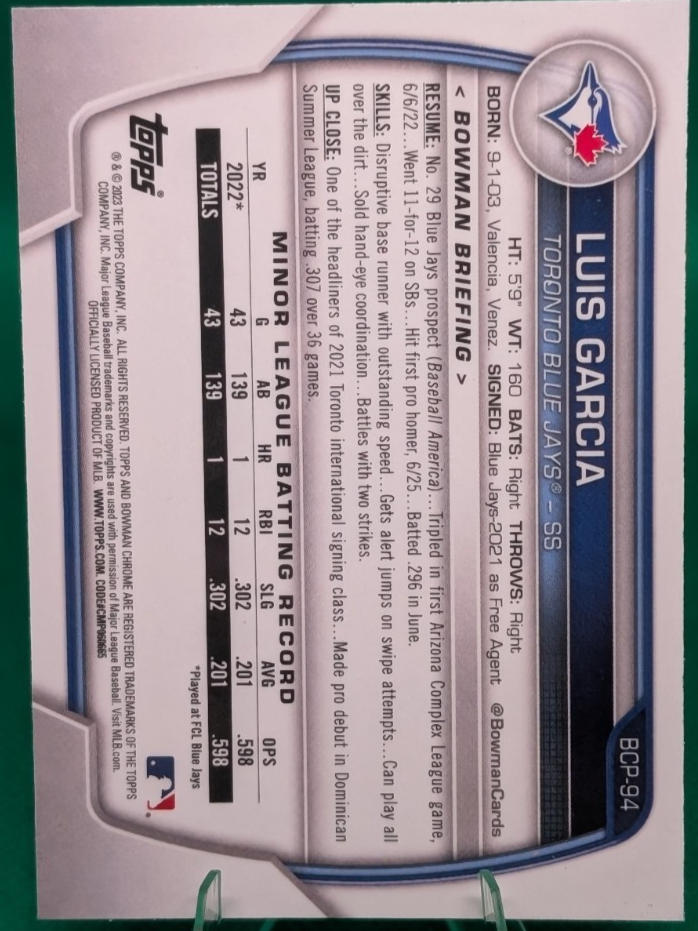 BCP-94
LUIS GARCIA
TORONTO BLUE JAYS® – SS
HT: 5'9" WT: 160 BATS: Right THROWS: Right
BORN: 9-1-03, Valencia, Venez. SIGNED: Blue Jays-2021 as Free Agent @BowmanCards
< BOWMAN BRIEFING >
RESUME: No. 29 Blue Jays prospect (Baseball America)...Tripled in first Arizona Complex League game,
6/6/22...Went 11-for-12 on SBs...Hit first pro homer, 6/25...Batted .296 in June.
SKILLS: Disruptive base runner with outstanding speed...Gets alert jumps on swipe attempts...Can play all
over the dirt...Sold hand-eye coordination...Battles with two strikes.
UP CLOSE: One of the headliners of 2021 Toronto international signing class...Made pro debut in Dominican
Summer League, batting .307 over 36 games.
MINOR LEAGUE BATTING RECORD
YR G AB HR RBI SLG AVG OPS
2022* 43 139 1 12 .302 .201 .598
TOTALS 43 139 1 12 .302 .201 .598
*Played at FCL Blue Jays
topps®
® & © 2023 THE TOPPS COMPANY, INC. ALL RIGHTS RESERVED. TOPPS AND BOWMAN CHROME ARE REGISTERED TRADEMARKS OF THE TOPPS
COMPANY, INC. Major League Baseball trademarks and copyrights are used with permission of Major League Baseball. Visit MLB.com.
OFFICIALLY LICENSED PRODUCT OF MLB. WWW.TOPPS.COM. CODE#CMP060665